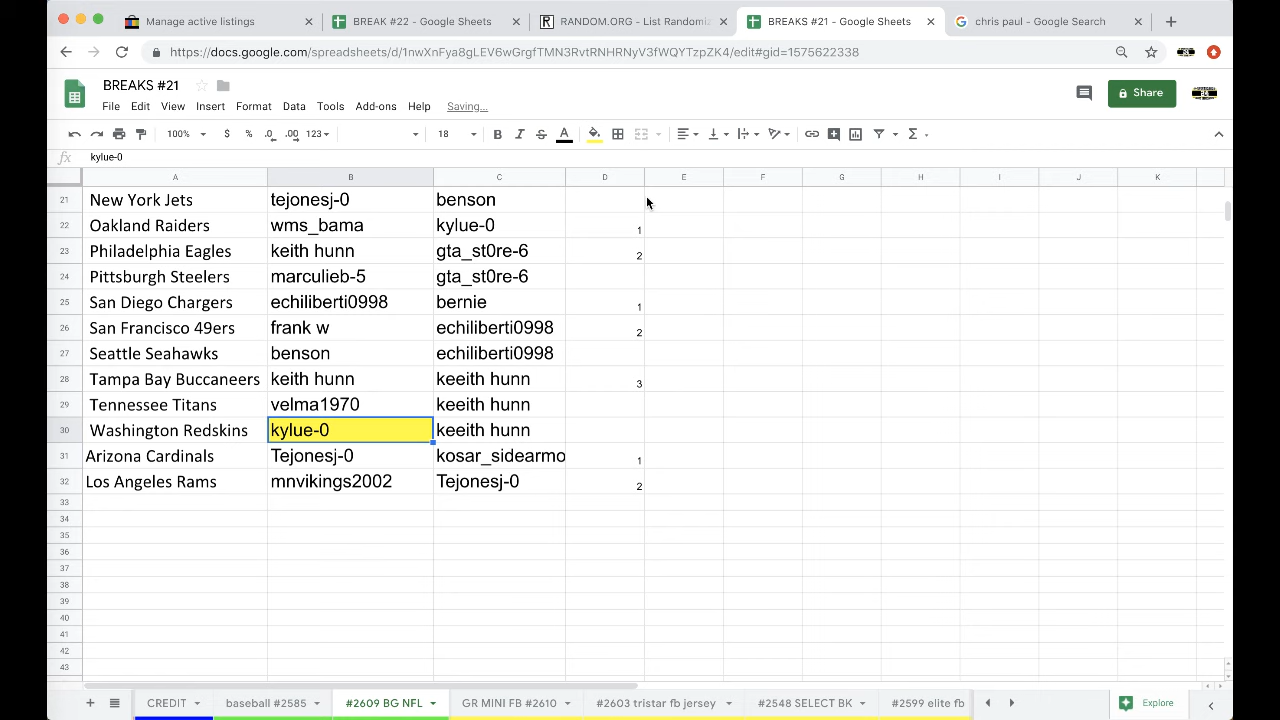 Manage active listings × BREAK #22 - Google Sheets × RANDOM.ORG - List Randomi × BREAKS #21 - Google Sheets × chris paul - Google Search × +
https://docs.google.com/spreadsheets/d/1nwXnFya8gLEV6wGrgfTMN3RvtRNHRNyV3fWQYTzpZK4/edit#gid=1575622338
BREAKS #21
File Edit View Insert Format Data Tools Add-ons Help Saving...
Share
100% $ % .0 .00 123 18 B I S A Σ
fx kylue-0
A B C D E F G H I J K
21 New York Jets tejonesj-0 benson
22 Oakland Raiders wms_bama kylue-0 1
23 Philadelphia Eagles keith hunn gta_st0re-6 2
24 Pittsburgh Steelers marculieb-5 gta_st0re-6
25 San Diego Chargers echiliberti0998 bernie 1
26 San Francisco 49ers frank w echiliberti0998 2
27 Seattle Seahawks benson echiliberti0998
28 Tampa Bay Buccaneers keith hunn keeith hunn 3
29 Tennessee Titans velma1970 keeith hunn
30 Washington Redskins kylue-0 keeith hunn
31 Arizona Cardinals Tejonesj-0 kosar_sidearmo 1
32 Los Angeles Rams mnvikings2002 Tejonesj-0 2
33
34
35
36
37
38
39
40
41
42
43
+ CREDIT baseball #2585 #2609 BG NFL GR MINI FB #2610 #2603 tristar fb jersey #2548 SELECT BK #2599 elite fb Explore